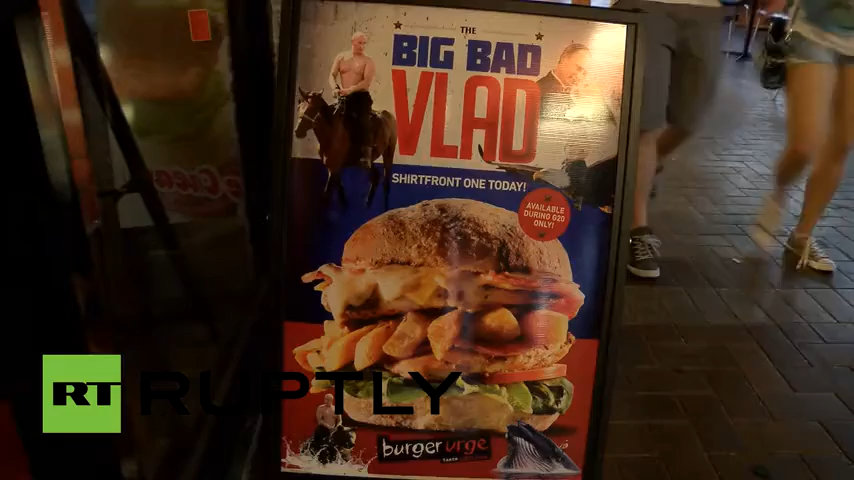 THE
BIG BAD
VLAD
SHIRTFRONT ONE TODAY!
AVAILABLE
DURING G20
ONLY!
RT RUPTLY
burger urge